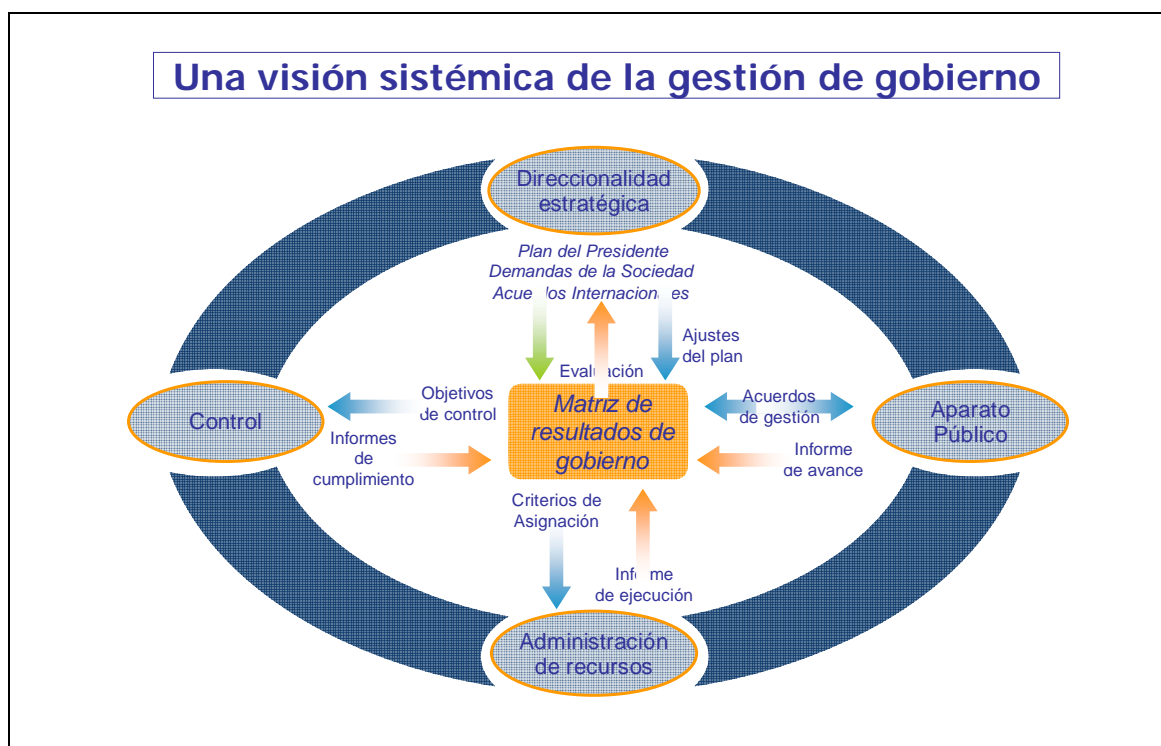 Una visión sistémica de la gestión de gobierno
Direccionalidad
estratégica
Plan del Presidente
Demandas de la Sociedad
Acuerdos Internacionales
Ajustes
del plan
Evaluación
Objetivos
de control
Control
Informes
de
cumplimiento
Matriz de
resultados de
gobierno
Acuerdos
de gestión
Aparato
Público
Informe
de avance
Criterios de
Asignación
Informe
de ejecución
Administración
de recursos